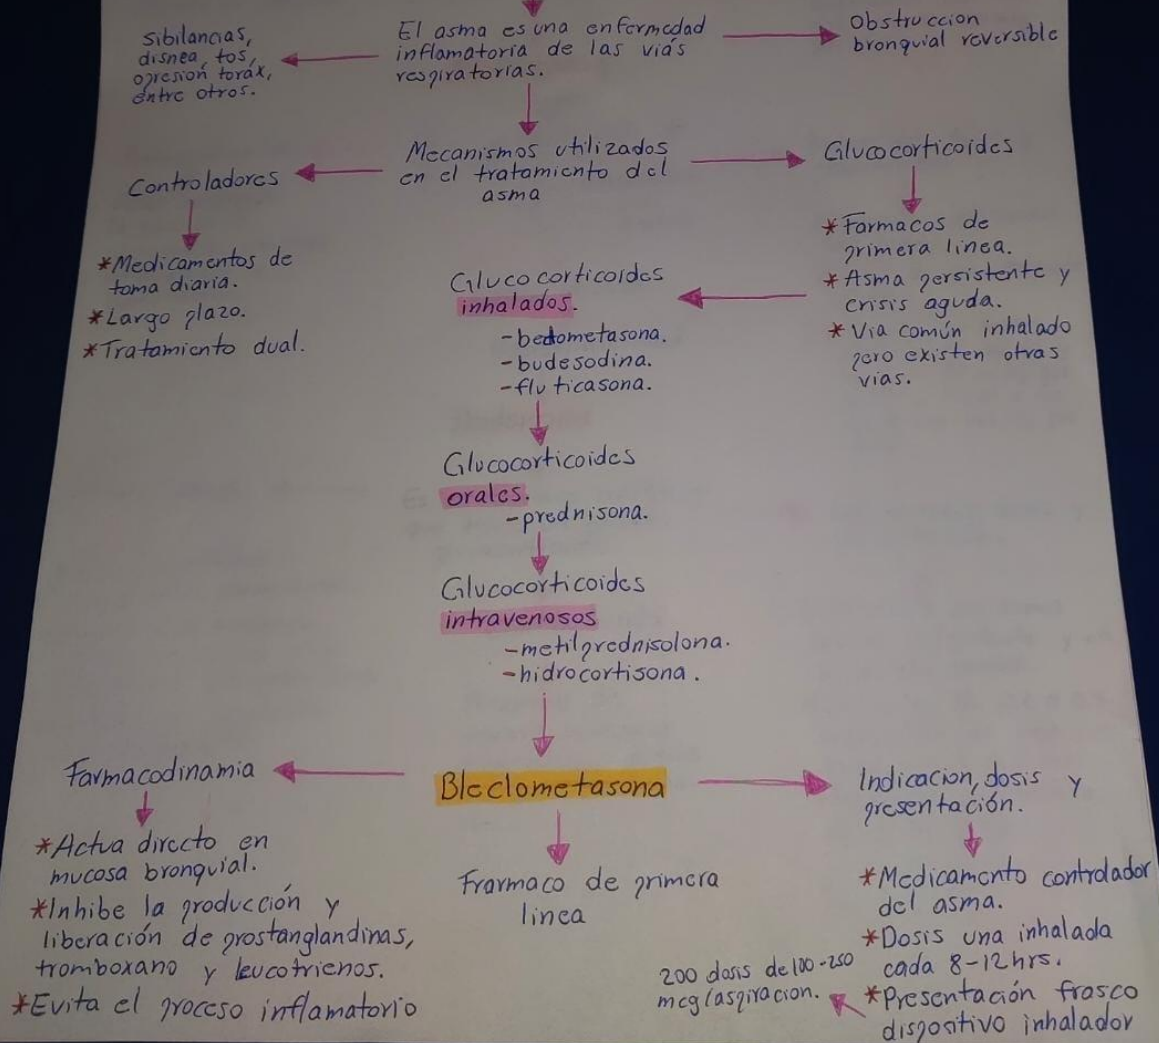 El asma es una enfermedad
inflamatoria de las viás
respiratorias.
Sibilancias,
disnea, tos,
opresion torax,
entre otros.
Obstruccion
bronquial reversible
Mecanismos utilizados
en el tratamiento del
asma
Controladores
*Medicamentos de
toma diaria.
*Largo plazo.
*Tratamiento dual.
Glucocorticoides
*Farmacos de
primera linea.
*Asma persistente y
crisis aguda.
*Via común inhalado
pero existen otras
vias.
Glucocorticoides
inhalados.
-beclometasona.
-budesodina.
-fluticasona.
Glucocorticoides
orales.
-prednisona.
Glucocorticoides
intravenosos
-metilprednisolona.
-hidrocortisona.
Bleclometasona
Farmacodinamia
*Actua directo en
mucosa bronquial.
*Inhibe la producción y
liberación de prostanglandinas,
tromboxano y leucotrienos.
*Evita el proceso inflamatorio
Frarmaco de primera
linea
Indicacion, dosis y
presentación.
*Medicamento controlador
del asma.
*Dosis una inhalada
cada 8-12hrs.
*Presentación frasco
dispositivo inhalador
200 dosis de 100-250
mcg/aspiracion.